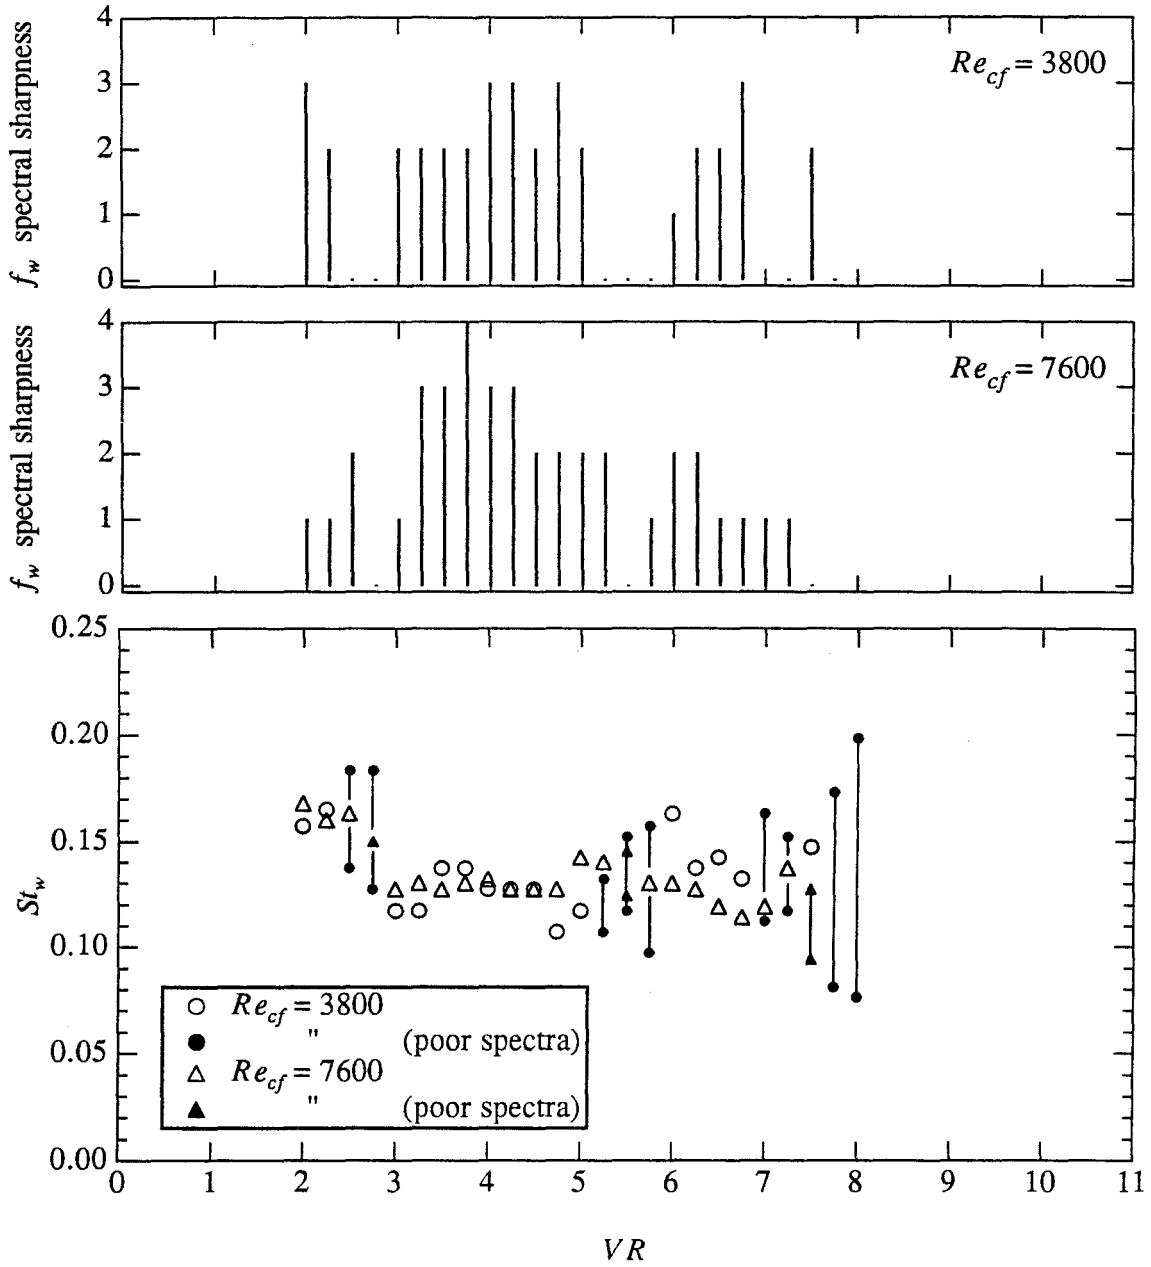 4
3
2
1
0
f_w spectral sharpness
Re_cf = 3800
4
3
2
1
0
f_w spectral sharpness
Re_cf = 7600
0.25
0.20
0.15
0.10
0.05
0.00
St_w
Re_cf = 3800
" (poor spectra)
Re_cf = 7600
" (poor spectra)
0 1 2 3 4 5 6 7 8 9 10 11
VR